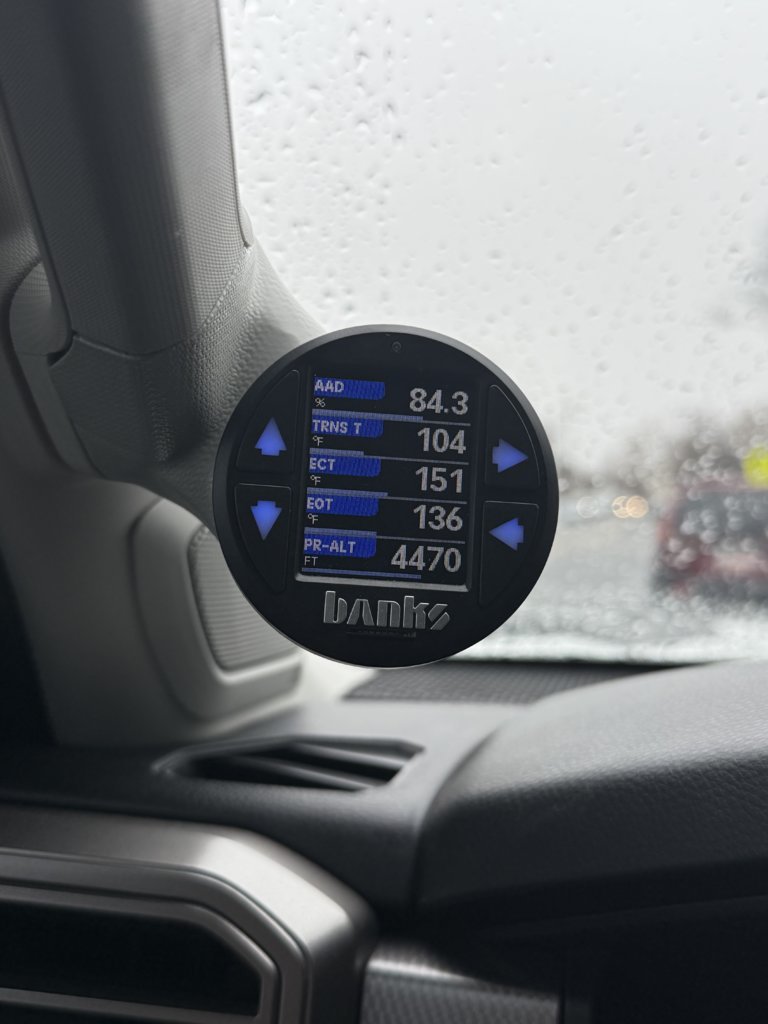 AAD
% 84.3
TRNS T
°F 104
ECT
°F 151
EOT
°F 136
PR-ALT
FT 4470
banks